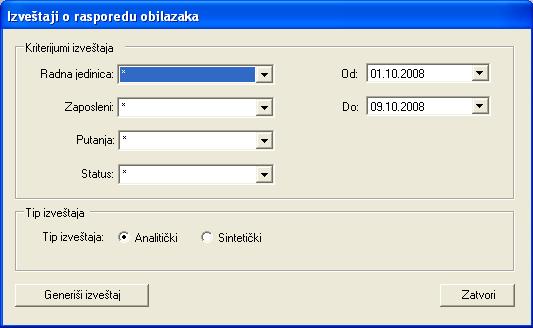 Izveštaji o rasporedu obilazaka
Kriterijumi izveštaja
Radna jedinica: * Od: 01.10.2008
Zaposleni: * Do: 09.10.2008
Putanja: *
Status: *
Tip izveštaja
Tip izveštaja: Analitički Sintetički
Generiši izveštaj Zatvori